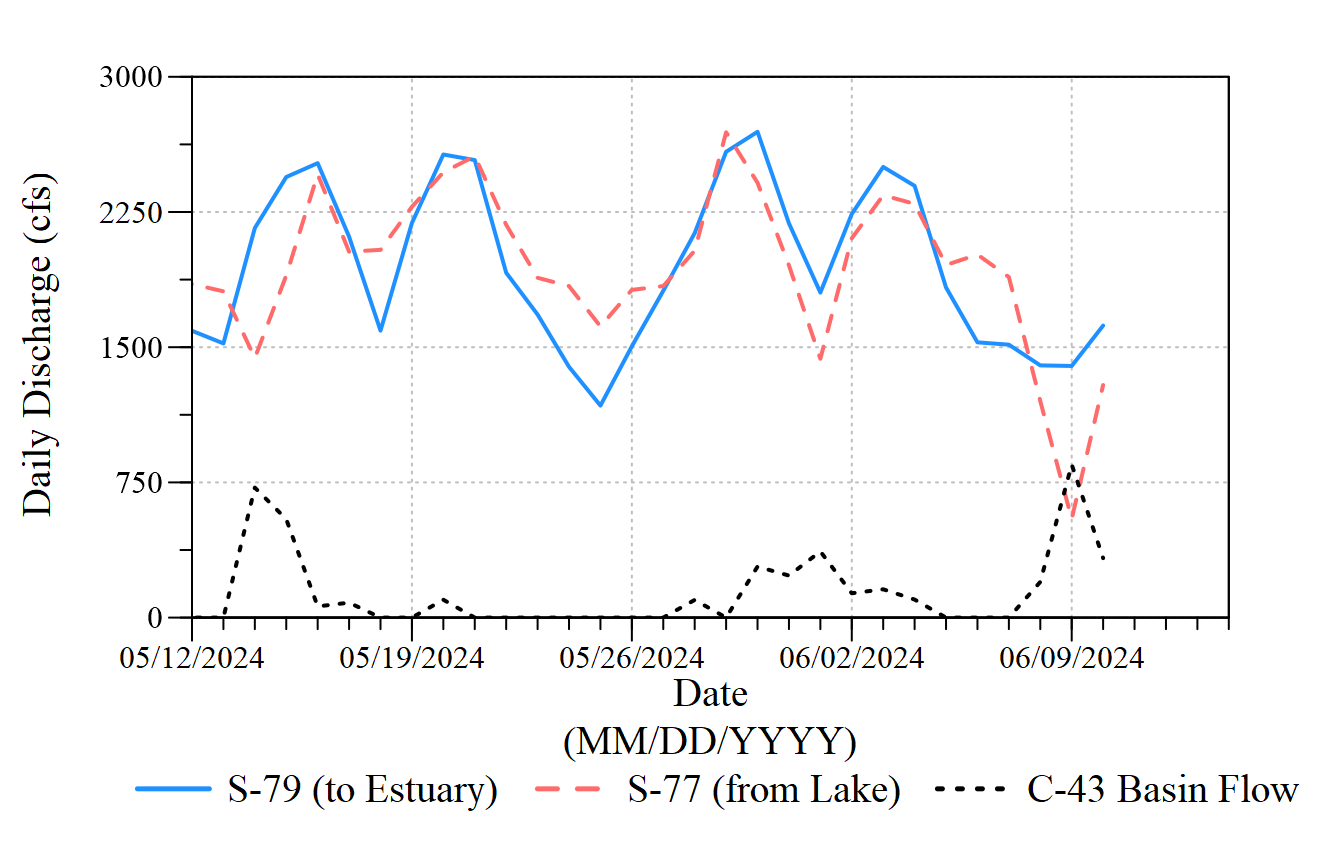 3000
2250
1500
750
0
Daily Discharge (cfs)
05/12/2024 05/19/2024 05/26/2024 06/02/2024 06/09/2024
Date
(MM/DD/YYYY)
S-79 (to Estuary) S-77 (from Lake) C-43 Basin Flow